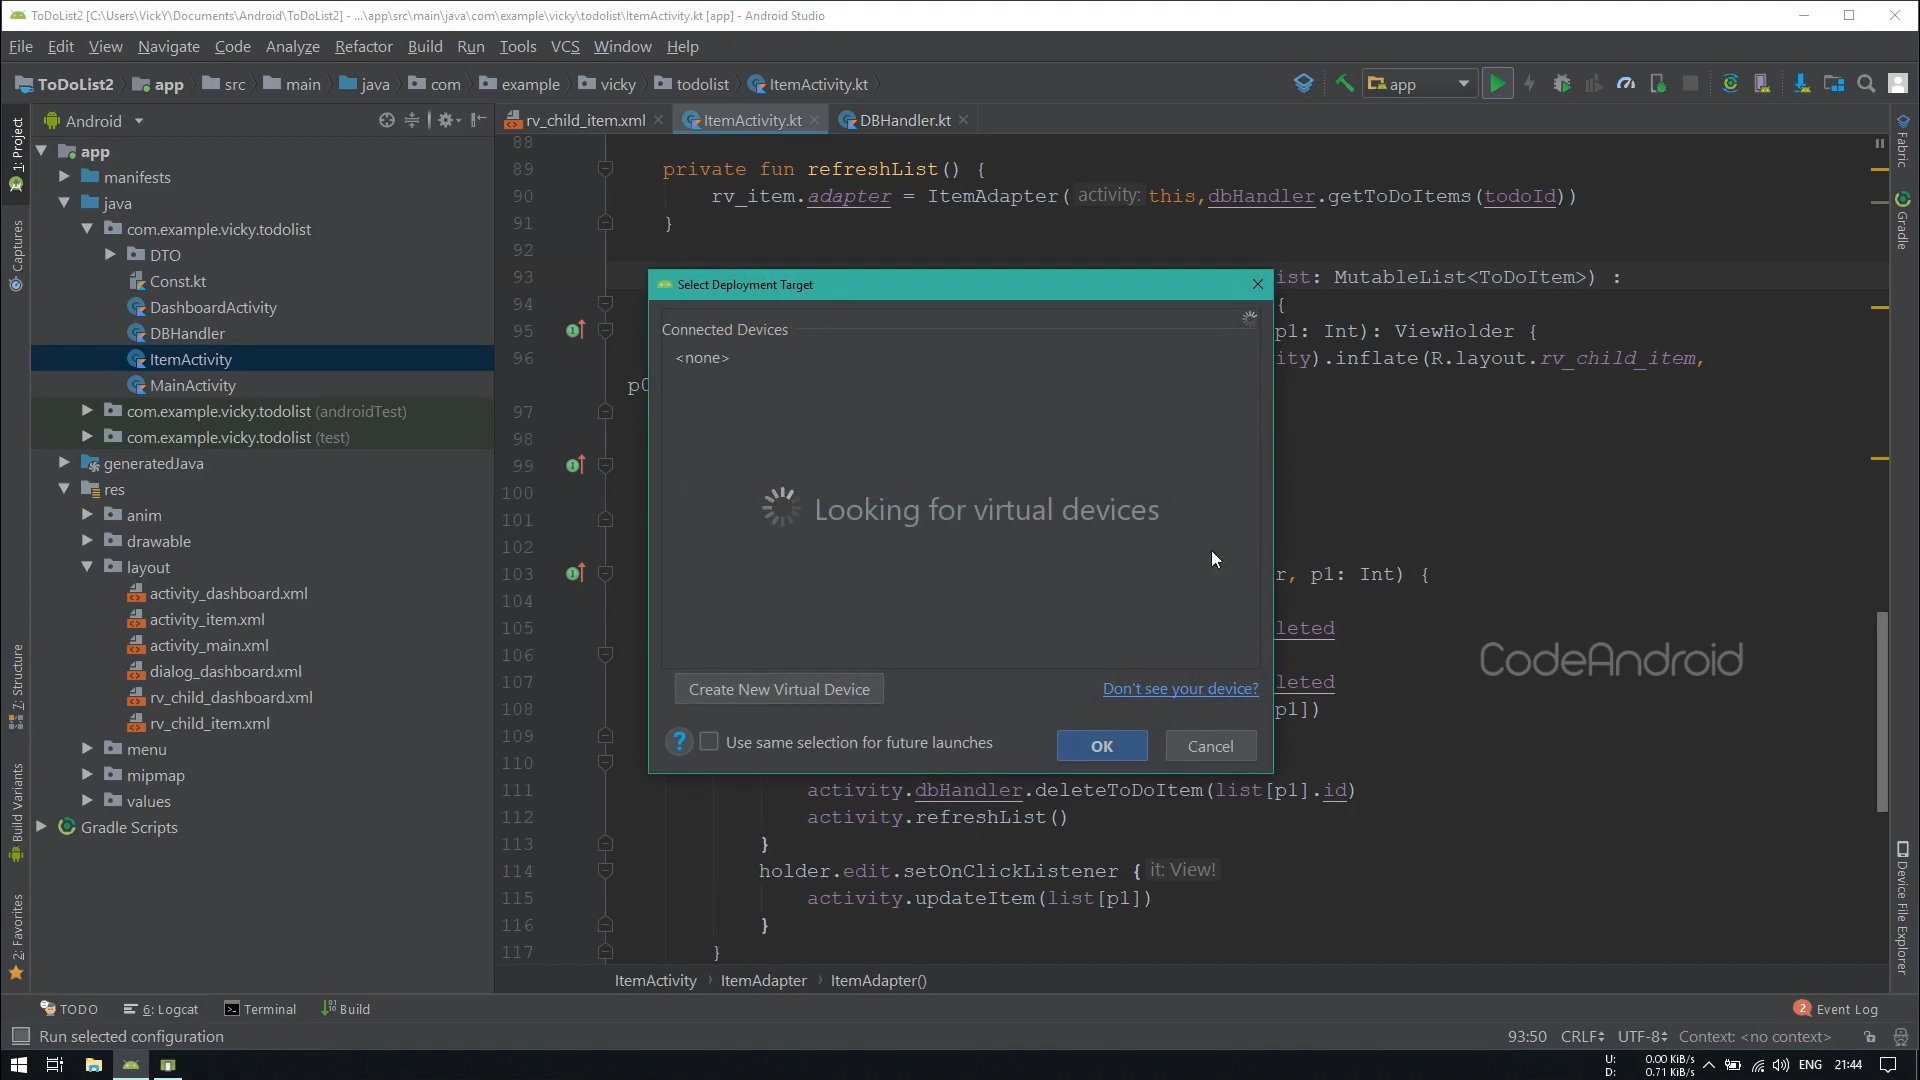 ToDoList2 [C:\Users\VickY\Documents\Android\ToDoList2] - ...\app\src\main\java\com\example\vicky\todolist\ItemActivity.kt [app] - Android Studio
File Edit View Navigate Code Analyze Refactor Build Run Tools VCS Window Help
ToDoList2 app src main java com example vicky todolist ItemActivity.kt
app
1: Project
Captures
7: Structure
Build Variants
2: Favorites
Android
app
manifests
java
com.example.vicky.todolist
DTO
Const.kt
DashboardActivity
DBHandler
ItemActivity
MainActivity
com.example.vicky.todolist (androidTest)
com.example.vicky.todolist (test)
generatedJava
res
anim
drawable
layout
activity_dashboard.xml
activity_item.xml
activity_main.xml
dialog_dashboard.xml
rv_child_dashboard.xml
rv_child_item.xml
menu
mipmap
values
Gradle Scripts
rv_child_item.xml ItemActivity.kt DBHandler.kt
88
89 private fun refreshList() {
90 rv_item.adapter = ItemAdapter( activity: this,dbHandler.getToDoItems(todoId))
91 }
92
93 ist: MutableList<ToDoItem>) :
94 {
95 p1: Int): ViewHolder {
96 ity).inflate(R.layout.rv_child_item,
p0
97
98
99
100
101
102
103 r, p1: Int) {
104
105 leted
106
107 leted
108 p1])
109
110
111 activity.dbHandler.deleteToDoItem(list[p1].id)
112 activity.refreshList()
113 }
114 holder.edit.setOnClickListener { it: View!
115 activity.updateItem(list[p1])
116 }
117 }
Select Deployment Target
Connected Devices
<none>
Looking for virtual devices
Create New Virtual Device
Don't see your device?
? Use same selection for future launches
OK Cancel
CodeAndroid
Fabric
Gradle
Device File Explorer
ItemActivity ItemAdapter ItemAdapter()
TODO 6: Logcat Terminal Build
2 Event Log
Run selected configuration
93:50 CRLF UTF-8 Context: <no context>
U: 0.00 KiB/s
D: 0.71 KiB/s
ENG 21:44